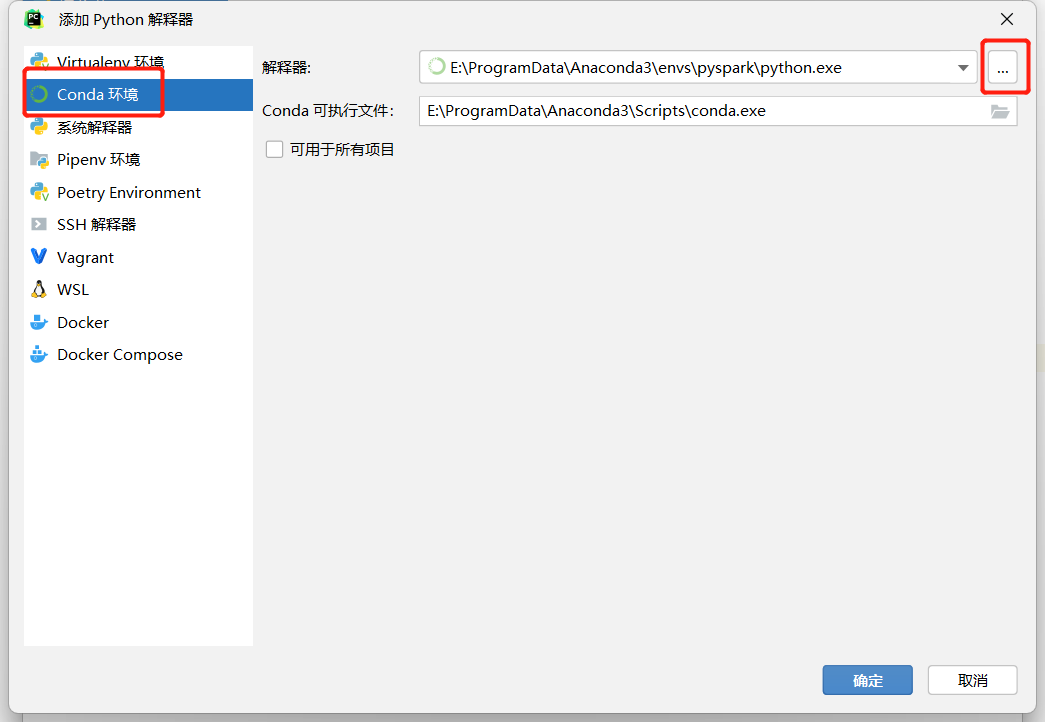 PC
添加 Python 解释器
Virtualenv 环境
Conda 环境
系统解释器
Pipenv 环境
Poetry Environment
SSH 解释器
Vagrant
WSL
Docker
Docker Compose
解释器:
E:\ProgramData\Anaconda3\envs\pyspark\python.exe
...
Conda 可执行文件:
E:\ProgramData\Anaconda3\Scripts\conda.exe
可用于所有项目
确定
取消